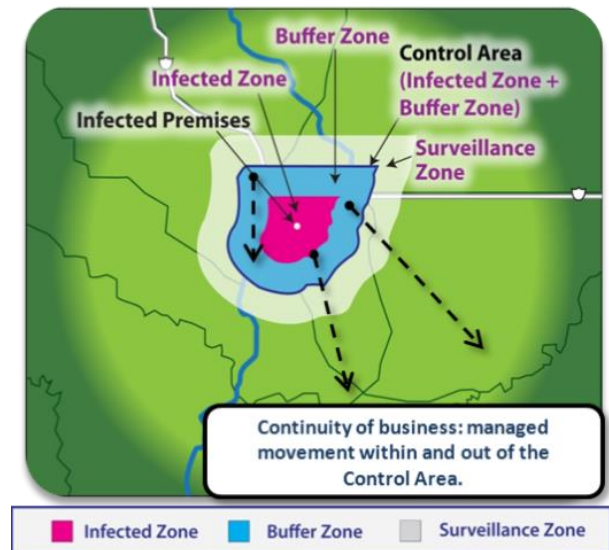 Buffer Zone
Control Area
(Infected Zone +
Buffer Zone)
Infected Zone
Infected Premises
Surveillance
Zone
Continuity of business: managed
movement within and out of the
Control Area.
Infected Zone
Buffer Zone
Surveillance Zone